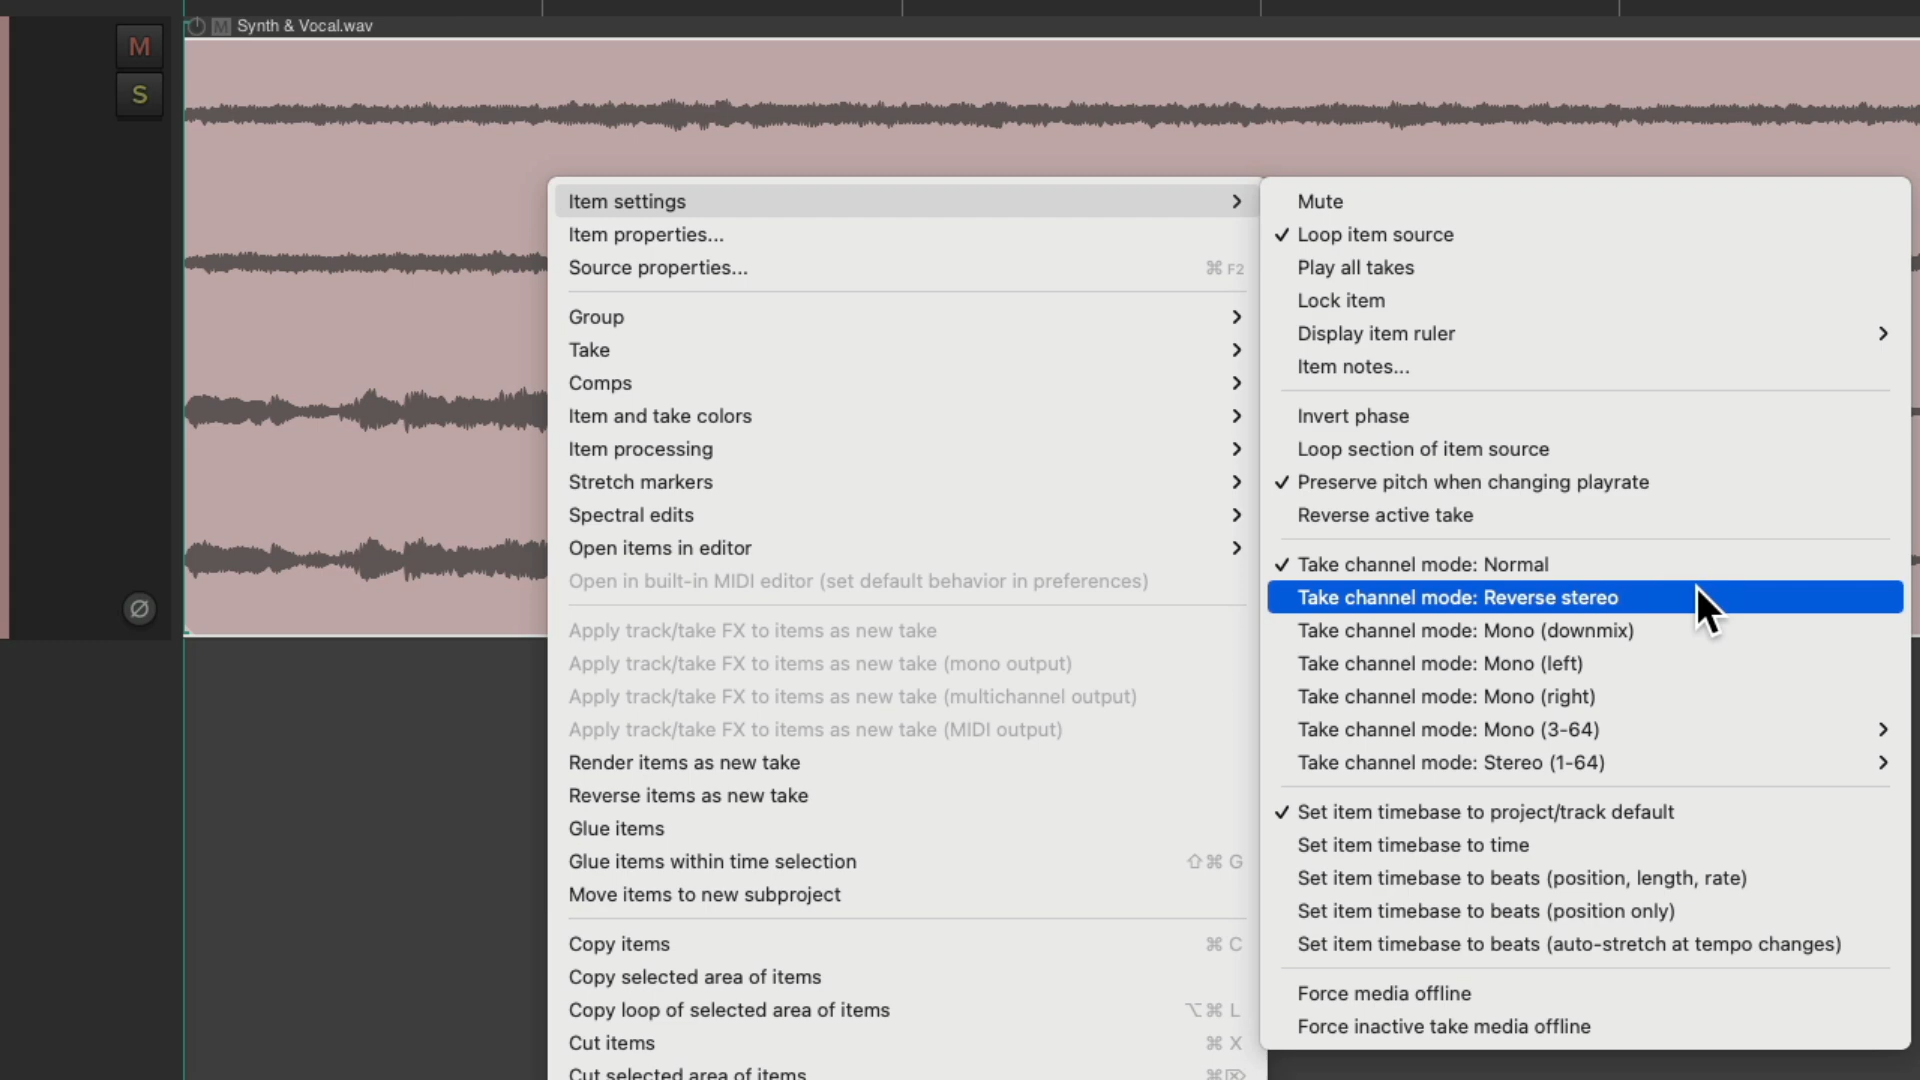 M
S
M Synth & Vocal.wav
Item settings
Item properties...
Source properties... ⌘ F2
Group
Take
Comps
Item and take colors
Item processing
Stretch markers
Spectral edits
Open items in editor
Open in built-in MIDI editor (set default behavior in preferences)
Apply track/take FX to items as new take
Apply track/take FX to items as new take (mono output)
Apply track/take FX to items as new take (multichannel output)
Apply track/take FX to items as new take (MIDI output)
Render items as new take
Reverse items as new take
Glue items
Glue items within time selection ⇧⌘ G
Move items to new subproject
Copy items ⌘ C
Copy selected area of items
Copy loop of selected area of items ⌥⌘ L
Cut items ⌘ X
Cut selected area of items ⌘⌦
Mute
✓ Loop item source
Play all takes
Lock item
Display item ruler
Item notes...
Invert phase
Loop section of item source
✓ Preserve pitch when changing playrate
Reverse active take
✓ Take channel mode: Normal
Take channel mode: Reverse stereo
Take channel mode: Mono (downmix)
Take channel mode: Mono (left)
Take channel mode: Mono (right)
Take channel mode: Mono (3-64)
Take channel mode: Stereo (1-64)
✓ Set item timebase to project/track default
Set item timebase to time
Set item timebase to beats (position, length, rate)
Set item timebase to beats (position only)
Set item timebase to beats (auto-stretch at tempo changes)
Force media offline
Force inactive take media offline